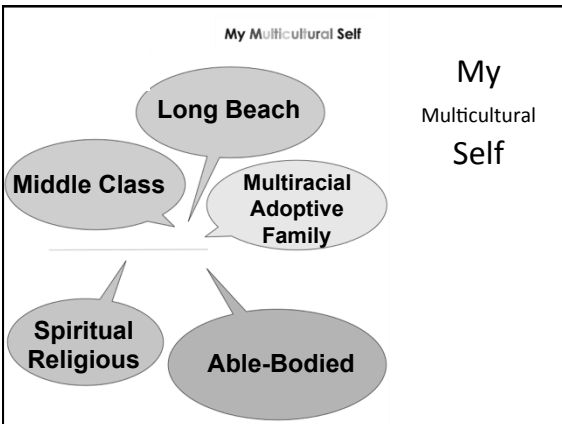 My Multicultural Self
Long Beach
Middle Class
Multiracial
Adoptive
Family
Spiritual
Religious
Able-Bodied
My
Multicultural
Self